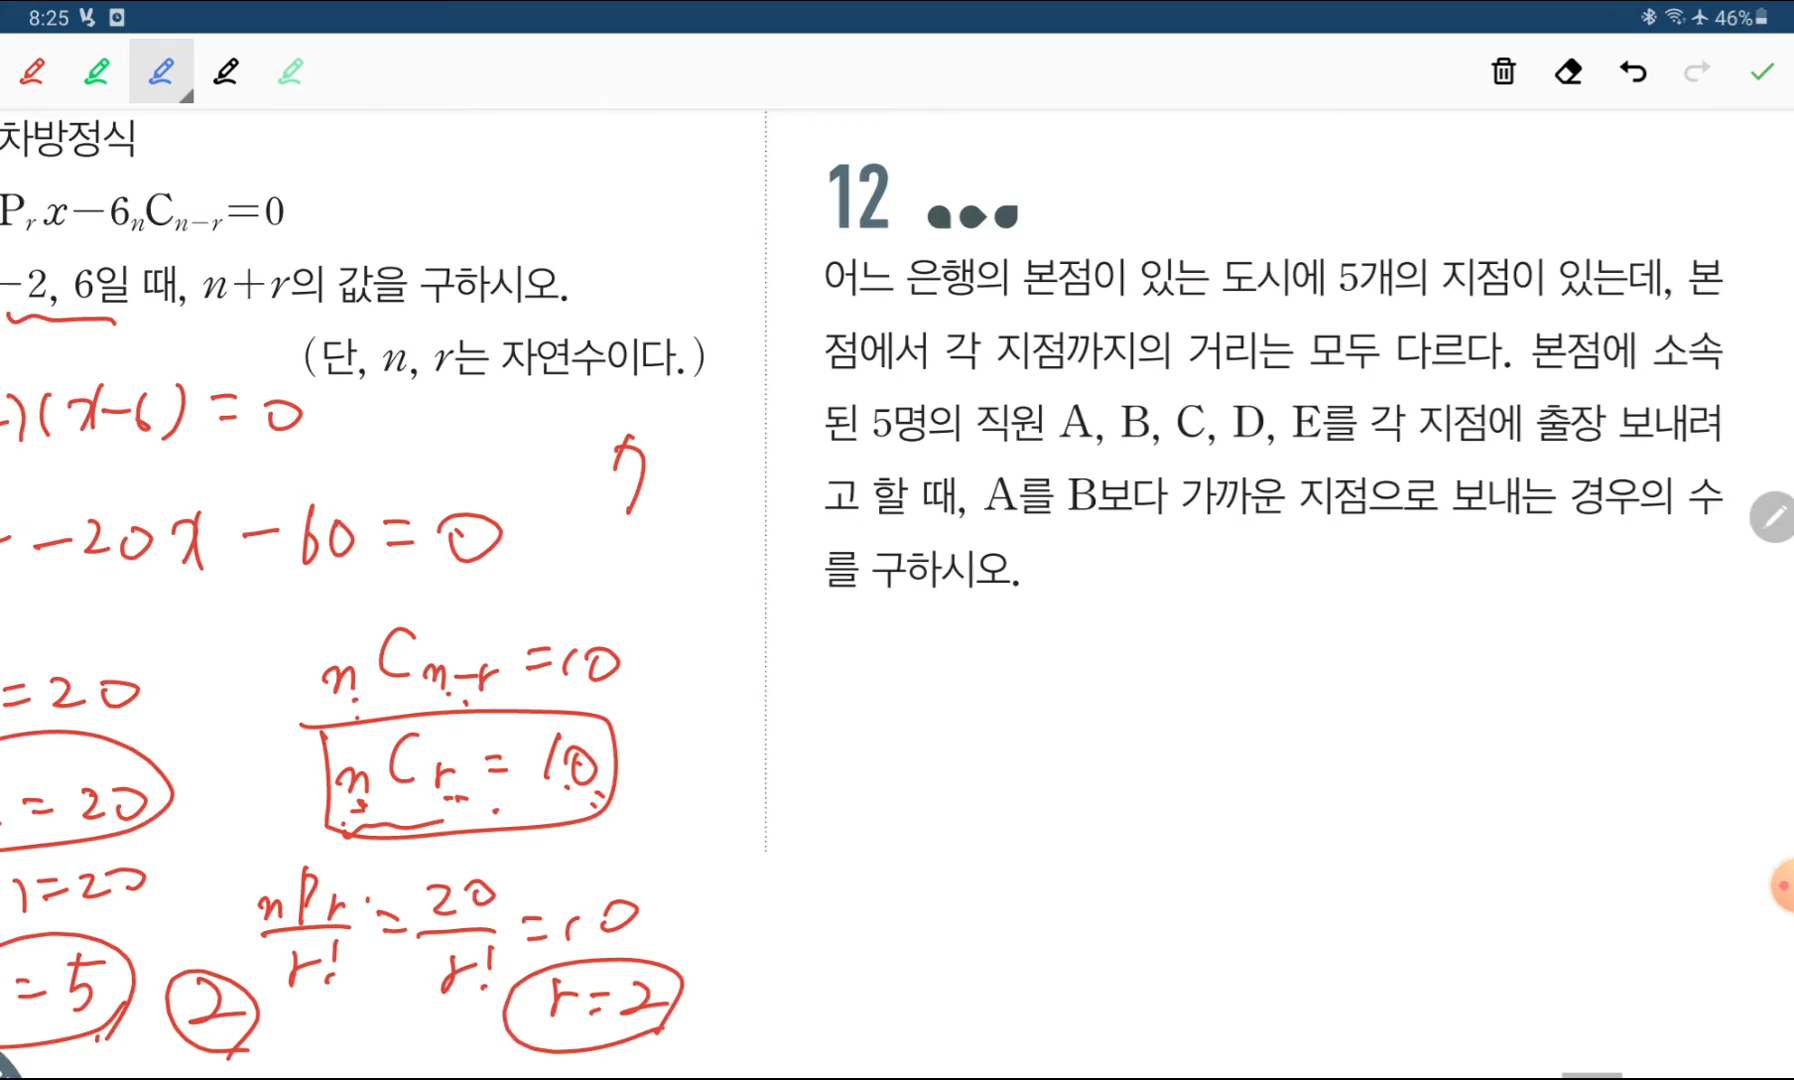 8:25
46%
차방정식
P_r x−6_nC_{n−r}=0
−2, 6일 때, n+r의 값을 구하시오.
(단, n, r는 자연수이다.)
)(x−6) = 0
−20x − 60 = 0
= 20
nCn−r = 10
= 20
nCr = 10
1=20
nPr/r! = 20/r! = 10
= 5
2
r = 2
12
어느 은행의 본점이 있는 도시에 5개의 지점이 있는데, 본
점에서 각 지점까지의 거리는 모두 다르다. 본점에 소속
된 5명의 직원 A, B, C, D, E를 각 지점에 출장 보내려
고 할 때, A를 B보다 가까운 지점으로 보내는 경우의 수
를 구하시오.